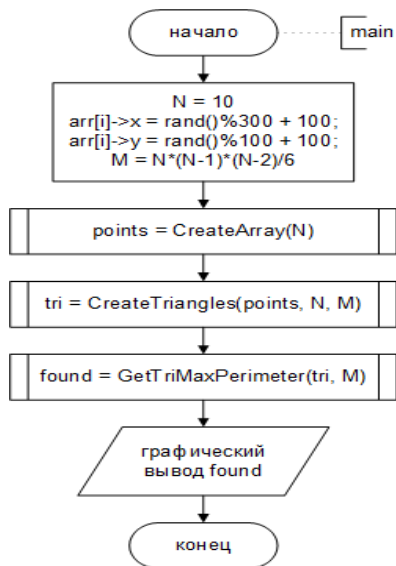 начало
main
N = 10
arr[i]->x = rand()%300 + 100;
arr[i]->y = rand()%100 + 100;
M = N*(N-1)*(N-2)/6
points = CreateArray(N)
tri = CreateTriangles(points, N, M)
found = GetTriMaxPerimeter(tri, M)
графический
вывод found
конец